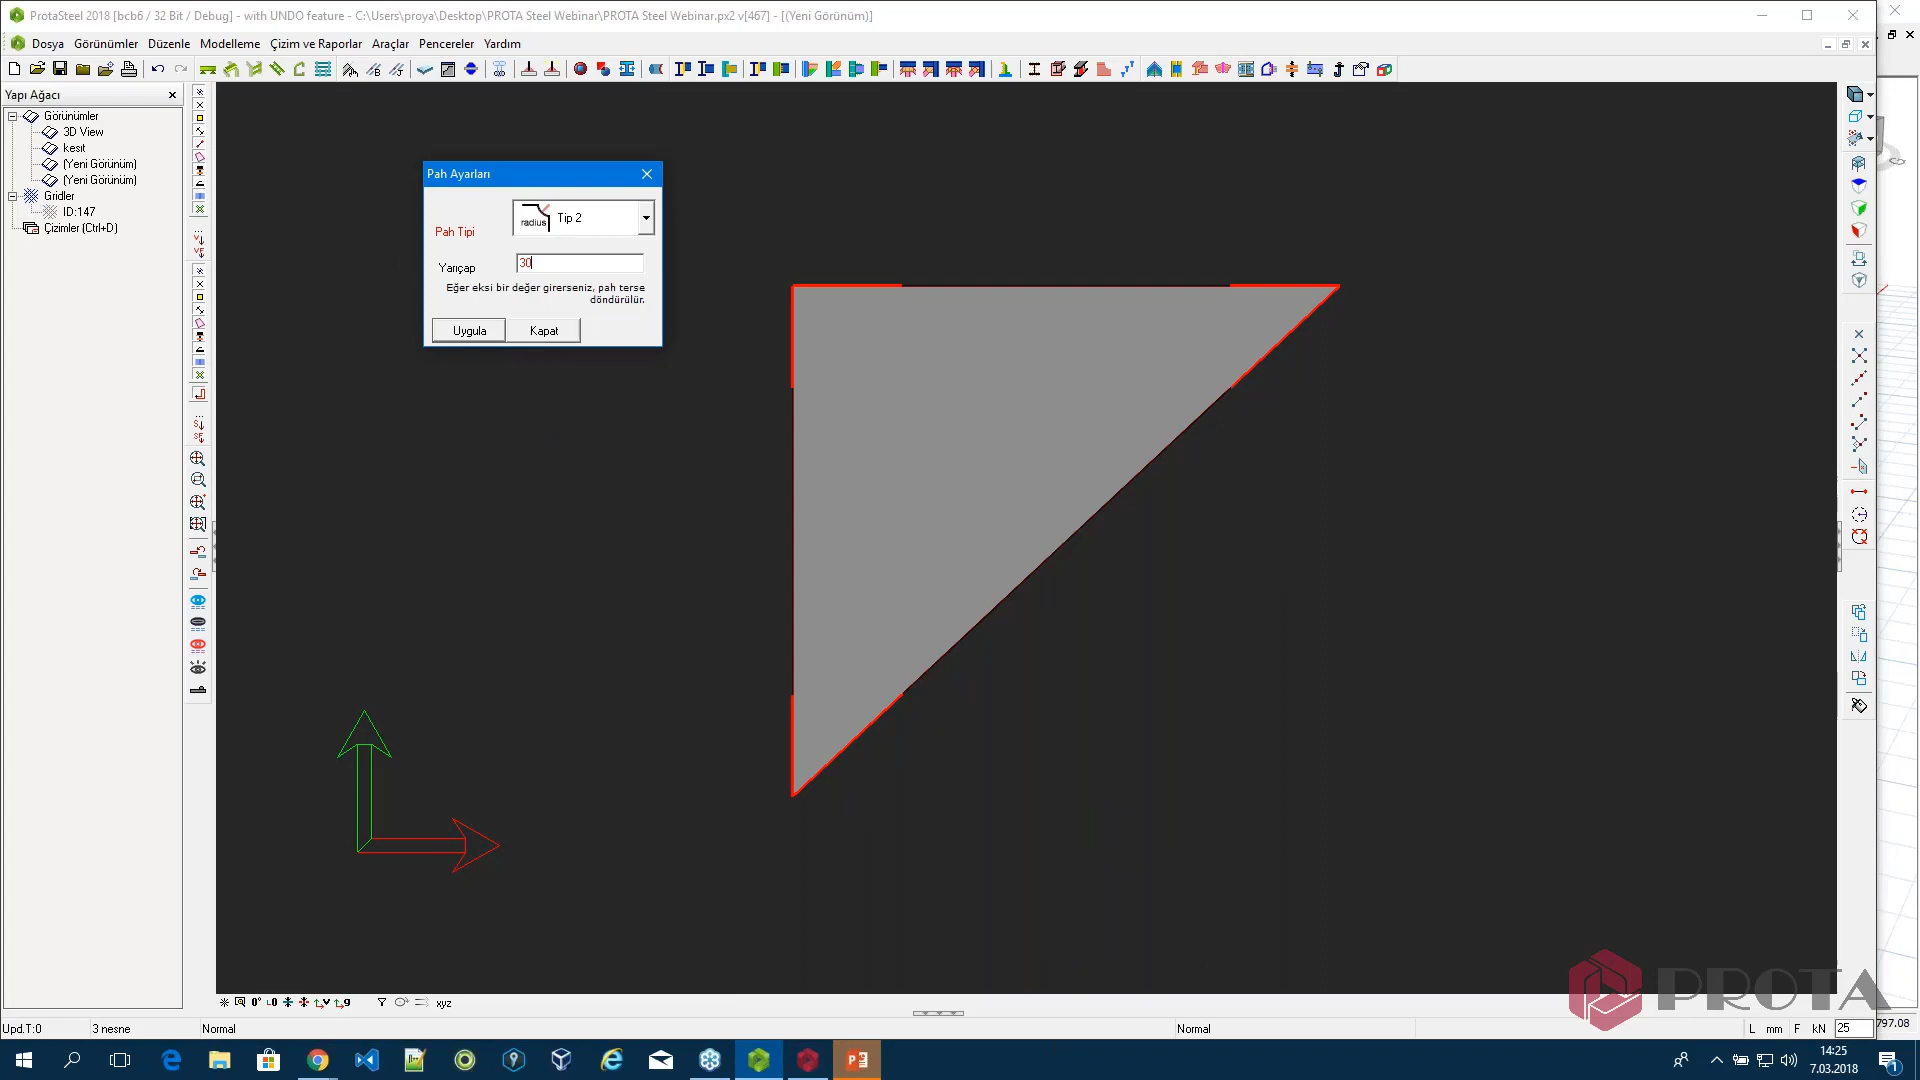 ProtaSteel 2018 [bcb6 / 32 Bit / Debug] - with UNDO feature - C:\Users\proya\Desktop\PROTA Steel Webinar\PROTA Steel Webinar.px2 v[467] - [(Yeni Görünüm)]
Dosya Görünümler Düzenle Modelleme Çizim ve Raporlar Araçlar Pencereler Yardım
Yapı Ağacı
Görünümler
3D View
kesıt
(Yeni Görünüm)
(Yeni Görünüm)
Gridler
ID:147
Çizimler (Ctrl+D)
Pah Ayarları
Pah Tipi
radius
Tip 2
Yarıçap
30
Eğer eksi bir değer girerseniz, pah terse
döndürülür.
Uygula
Kapat
xyz
PROTA
Upd.T:0
3 nesne
Normal
Normal
L mm F kN 25
797.08
14:25
7.03.2018
1